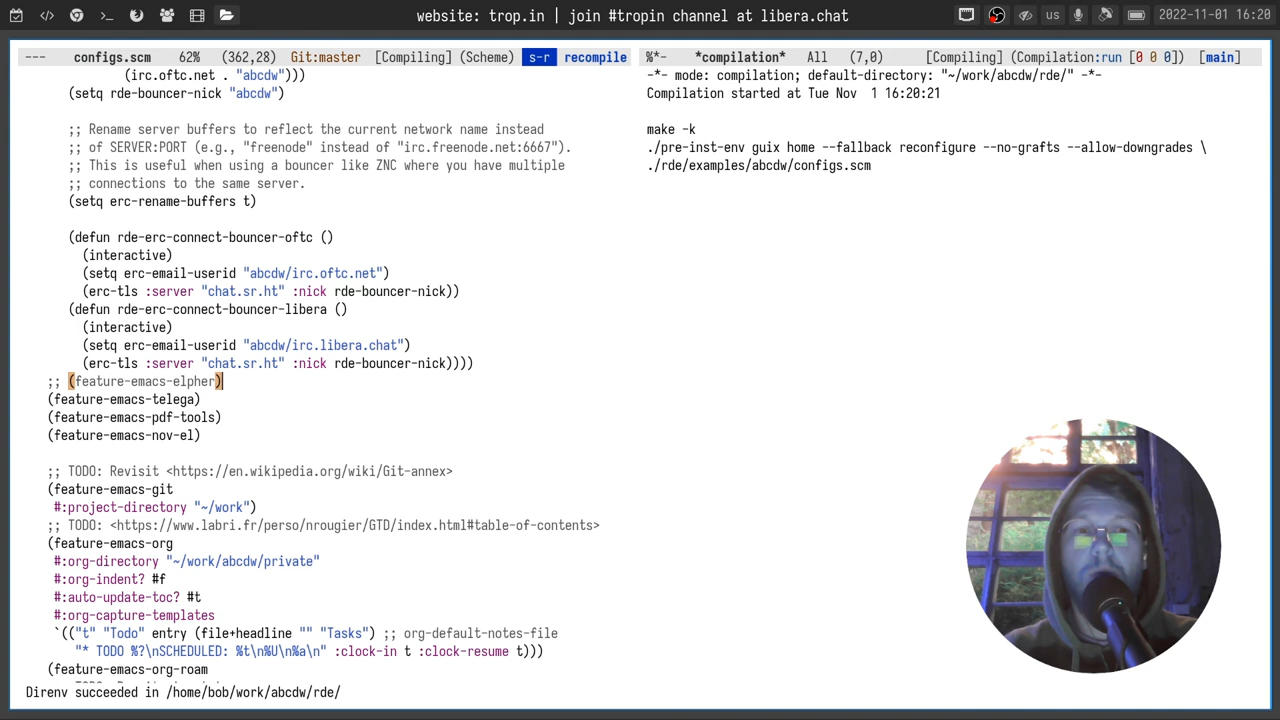 website: trop.in | join #tropin channel at libera.chat
us
2022-11-01 16:20
--- configs.scm 62% (362,28) Git:master [Compiling] (Scheme) s-r recompile
(irc.oftc.net . "abcdw")))
(setq rde-bouncer-nick "abcdw")
;; Rename server buffers to reflect the current network name instead
;; of SERVER:PORT (e.g., "freenode" instead of "irc.freenode.net:6667").
;; This is useful when using a bouncer like ZNC where you have multiple
;; connections to the same server.
(setq erc-rename-buffers t)
(defun rde-erc-connect-bouncer-oftc ()
(interactive)
(setq erc-email-userid "abcdw/irc.oftc.net")
(erc-tls :server "chat.sr.ht" :nick rde-bouncer-nick))
(defun rde-erc-connect-bouncer-libera ()
(interactive)
(setq erc-email-userid "abcdw/irc.libera.chat")
(erc-tls :server "chat.sr.ht" :nick rde-bouncer-nick))))
;; (feature-emacs-elpher)
(feature-emacs-telega)
(feature-emacs-pdf-tools)
(feature-emacs-nov-el)
;; TODO: Revisit <https://en.wikipedia.org/wiki/Git-annex>
(feature-emacs-git
#:project-directory "~/work")
;; TODO: <https://www.labri.fr/perso/nrougier/GTD/index.html#table-of-contents>
(feature-emacs-org
#:org-directory "~/work/abcdw/private"
#:org-indent? #f
#:auto-update-toc? #t
#:org-capture-templates
`(("t" "Todo" entry (file+headline "" "Tasks") ;; org-default-notes-file
"* TODO %?\nSCHEDULED: %t\n%U\n%a\n" :clock-in t :clock-resume t)))
(feature-emacs-org-roam
%*- *compilation* All (7,0) [Compiling] (Compilation:run [0 0 0]) [main]
-*- mode: compilation; default-directory: "~/work/abcdw/rde/" -*-
Compilation started at Tue Nov  1 16:20:21
make -k
./pre-inst-env guix home --fallback reconfigure --no-grafts --allow-downgrades \
./rde/examples/abcdw/configs.scm
Direnv succeeded in /home/bob/work/abcdw/rde/